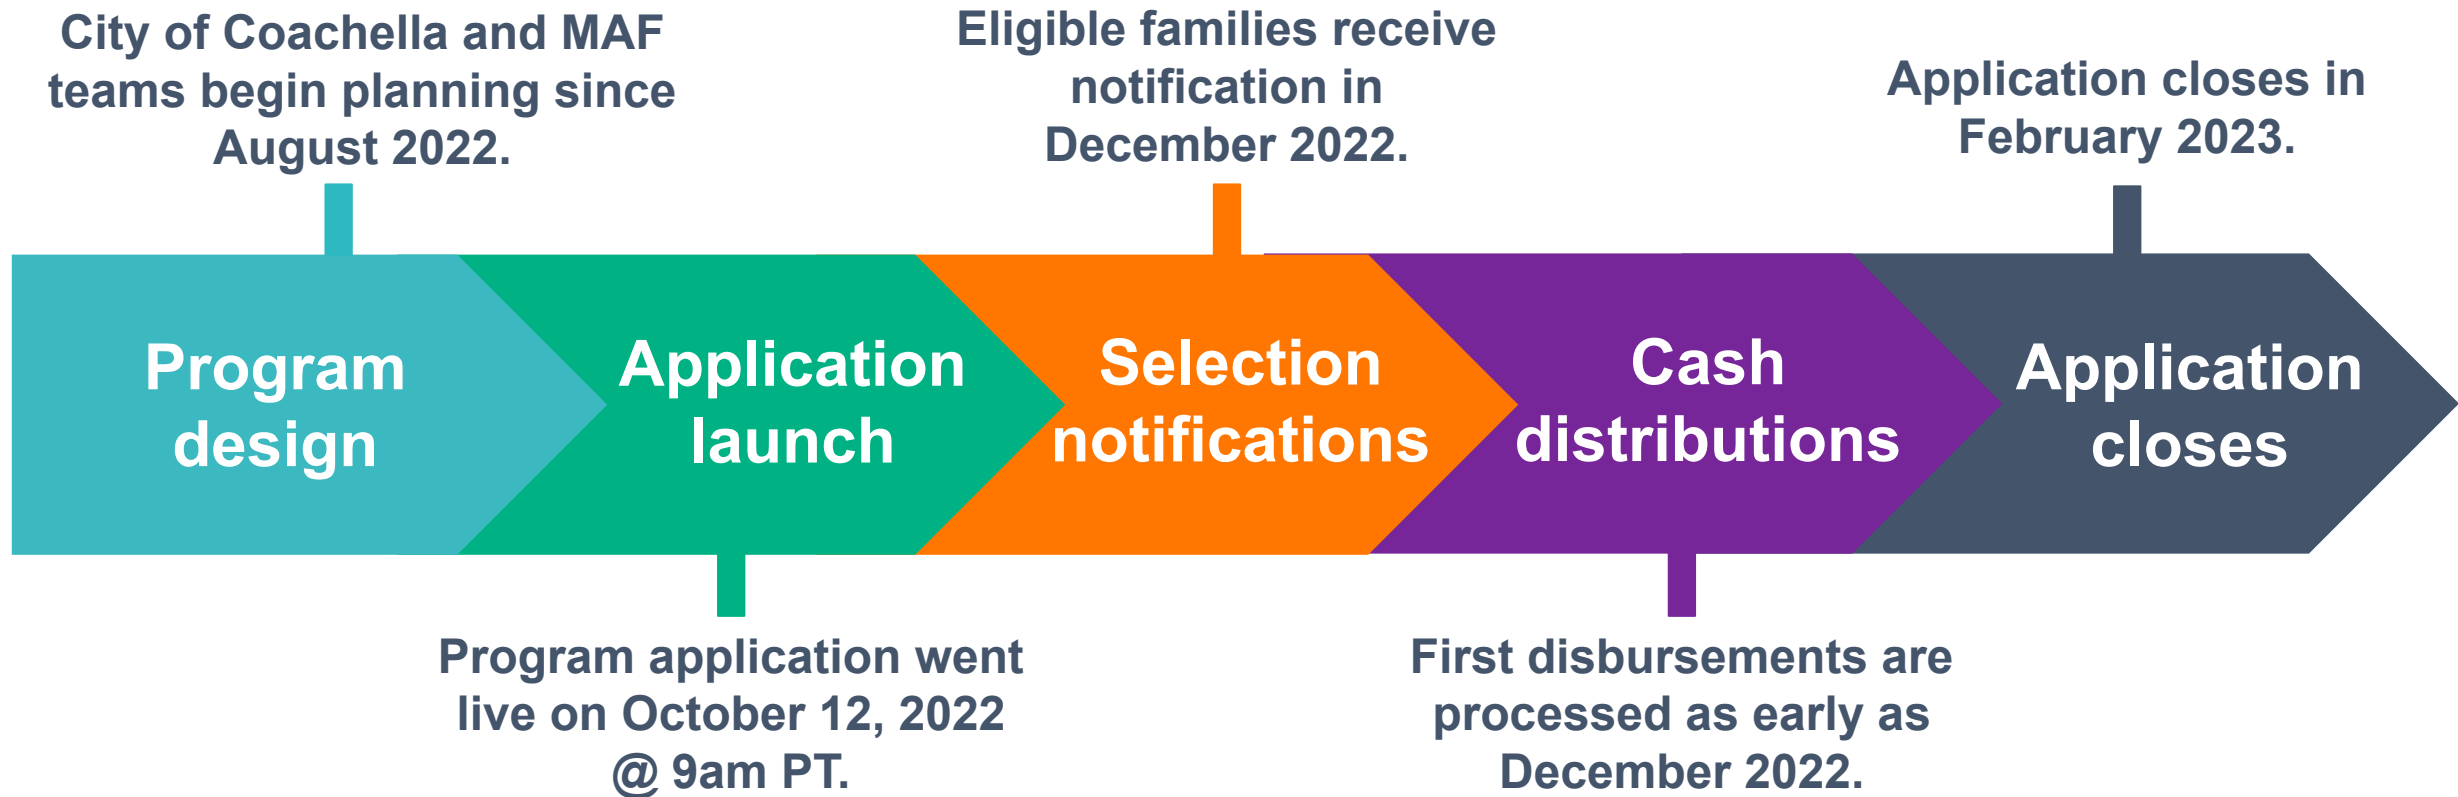 City of Coachella and MAF
teams begin planning since
August 2022.
Eligible families receive
notification in
December 2022.
Application closes in
February 2023.
Program
design
Application
launch
Selection
notifications
Cash
distributions
Application
closes
Program application went
live on October 12, 2022
@ 9am PT.
First disbursements are
processed as early as
December 2022.